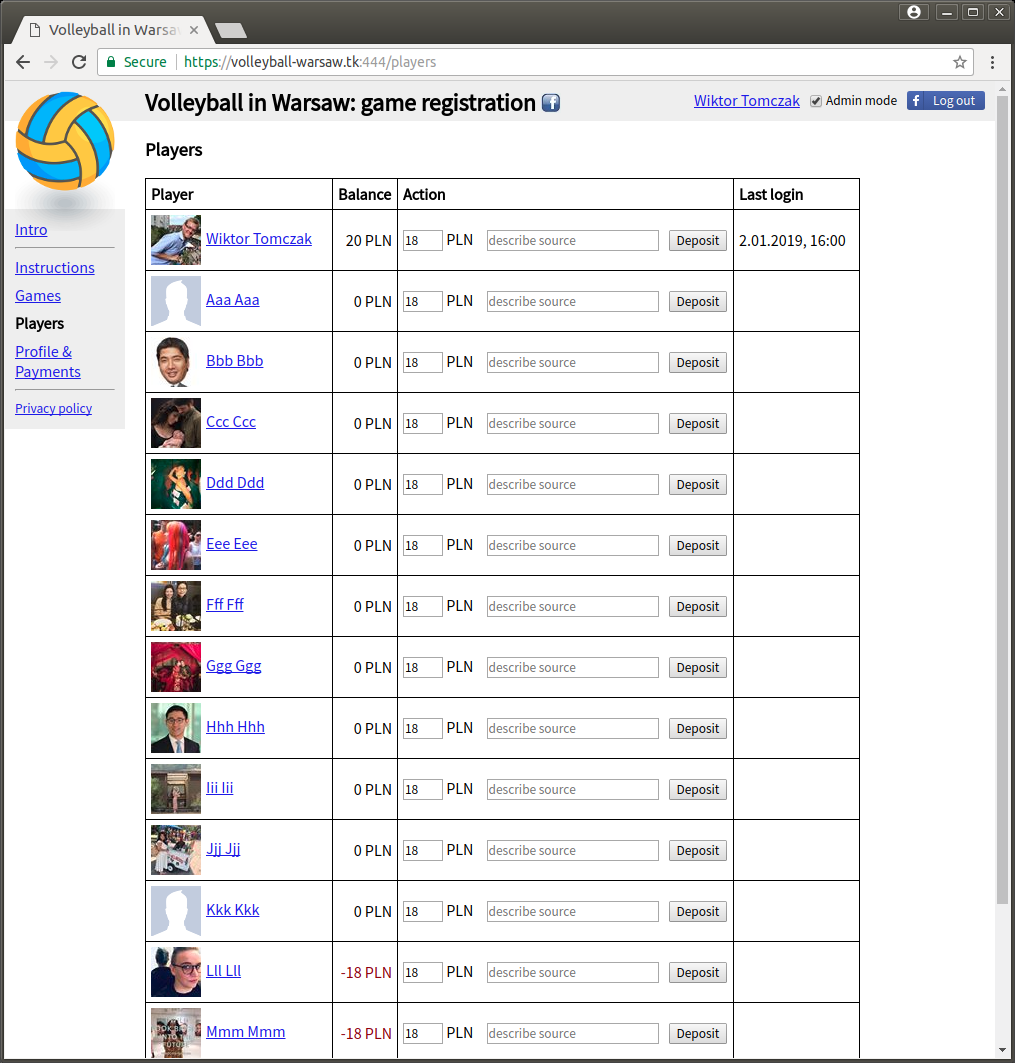 Volleyball in Warsa
Secure https://volleyball-warsaw.tk:444/players
Volleyball in Warsaw: game registration
Wiktor Tomczak Admin mode Log out
Intro
Instructions
Games
Players
Profile &
Payments
Privacy policy
Players
Player Balance Action Last login
Wiktor Tomczak 20 PLN 18 PLN describe source Deposit 2.01.2019, 16:00
Aaa Aaa 0 PLN 18 PLN describe source Deposit
Bbb Bbb 0 PLN 18 PLN describe source Deposit
Ccc Ccc 0 PLN 18 PLN describe source Deposit
Ddd Ddd 0 PLN 18 PLN describe source Deposit
Eee Eee 0 PLN 18 PLN describe source Deposit
Fff Fff 0 PLN 18 PLN describe source Deposit
Ggg Ggg 0 PLN 18 PLN describe source Deposit
Hhh Hhh 0 PLN 18 PLN describe source Deposit
Iii Iii 0 PLN 18 PLN describe source Deposit
Jjj Jjj 0 PLN 18 PLN describe source Deposit
Kkk Kkk 0 PLN 18 PLN describe source Deposit
Lll Lll -18 PLN 18 PLN describe source Deposit
Mmm Mmm -18 PLN 18 PLN describe source Deposit